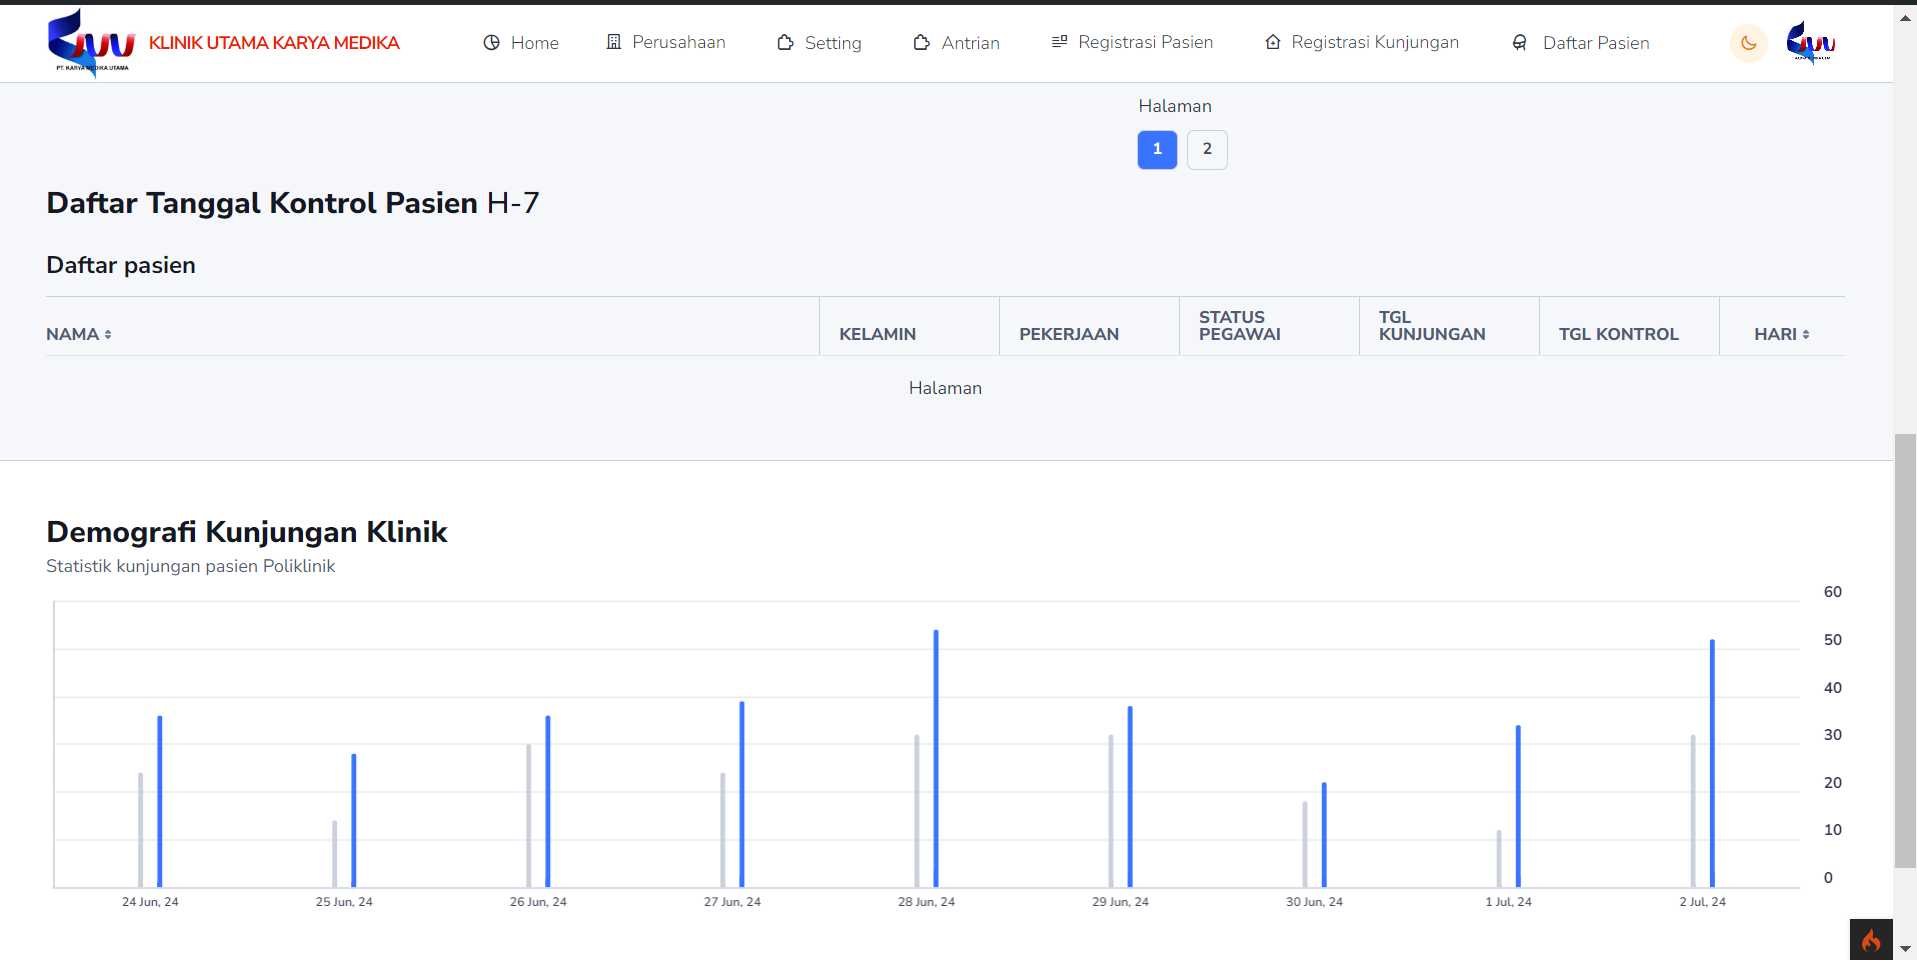 PT. KARYA MEDIKA UTAMA
KLINIK UTAMA KARYA MEDIKA
Home
Perusahaan
Setting
Antrian
Registrasi Pasien
Registrasi Kunjungan
Daftar Pasien
Halaman
1
2
Daftar Tanggal Kontrol Pasien H-7
Daftar pasien
NAMA
KELAMIN
PEKERJAAN
STATUS
PEGAWAI
TGL
KUNJUNGAN
TGL KONTROL
HARI
Halaman
Demografi Kunjungan Klinik
Statistik kunjungan pasien Poliklinik
60
50
40
30
20
10
0
24 Jun, 24
25 Jun, 24
26 Jun, 24
27 Jun, 24
28 Jun, 24
29 Jun, 24
30 Jun, 24
1 Jul, 24
2 Jul, 24